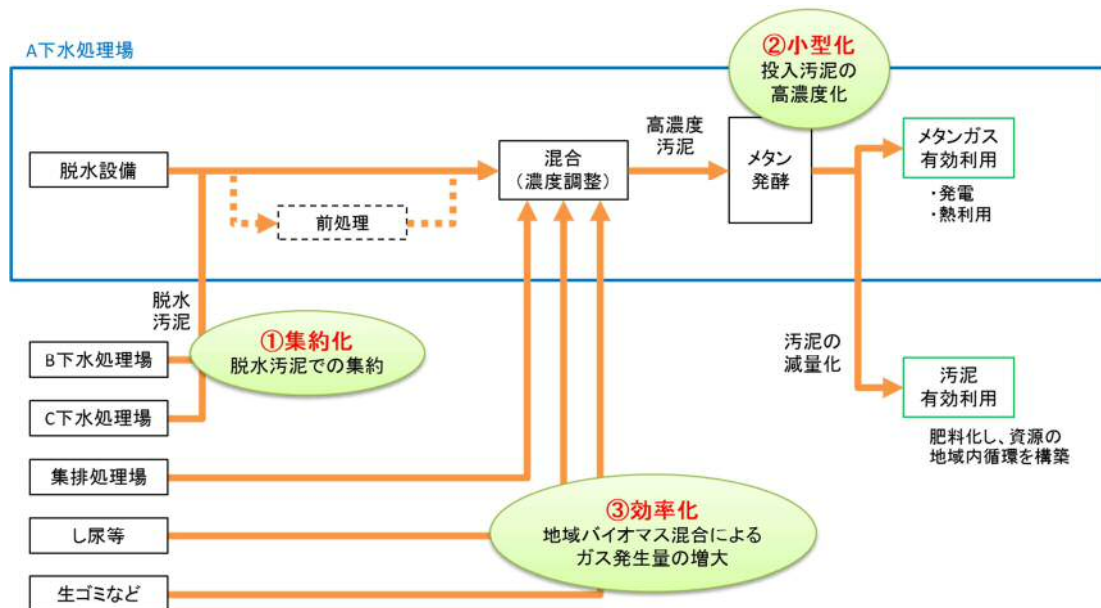 A下水処理場
②小型化
投入汚泥の
高濃度化
脱水設備
前処理
混合
（濃度調整）
高濃度
汚泥
メタン
発酵
メタンガス
有効利用
・発電
・熱利用
脱水
汚泥
①集約化
脱水汚泥での集約
B下水処理場
C下水処理場
集排処理場
し尿等
生ゴミなど
③効率化
地域バイオマス混合による
ガス発生量の増大
汚泥の
減量化
汚泥
有効利用
肥料化し、資源の
地域内循環を構築